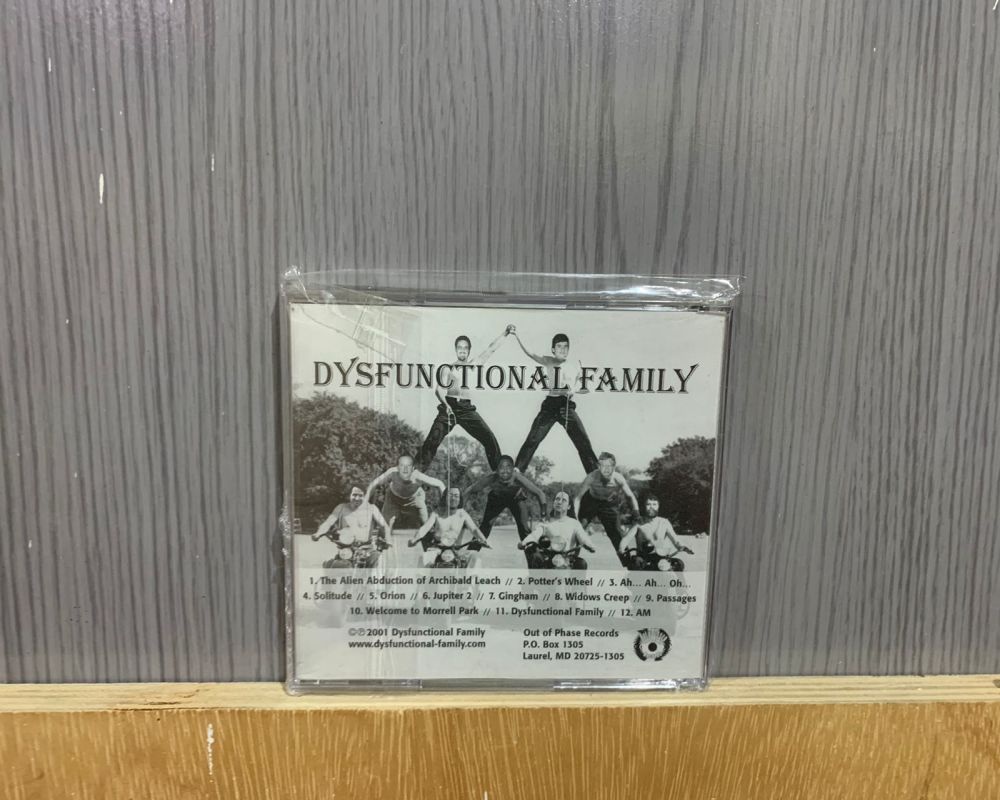 DYSFUNCTIONAL FAMILY
1. The Alien Abduction of Archibald Leach // 2. Potter's Wheel // 3. Ah... Ah... Oh...
4. Solitude // 5. Orion // 6. Jupiter 2 // 7. Gingham // 8. Widows Creep // 9. Passages
10. Welcome to Morrell Park // 11. Dysfunctional Family // 12. AM
©℗2001 Dysfunctional Family
www.dysfunctional-family.com
Out of Phase Records
P.O. Box 1305
Laurel, MD 20725-1305